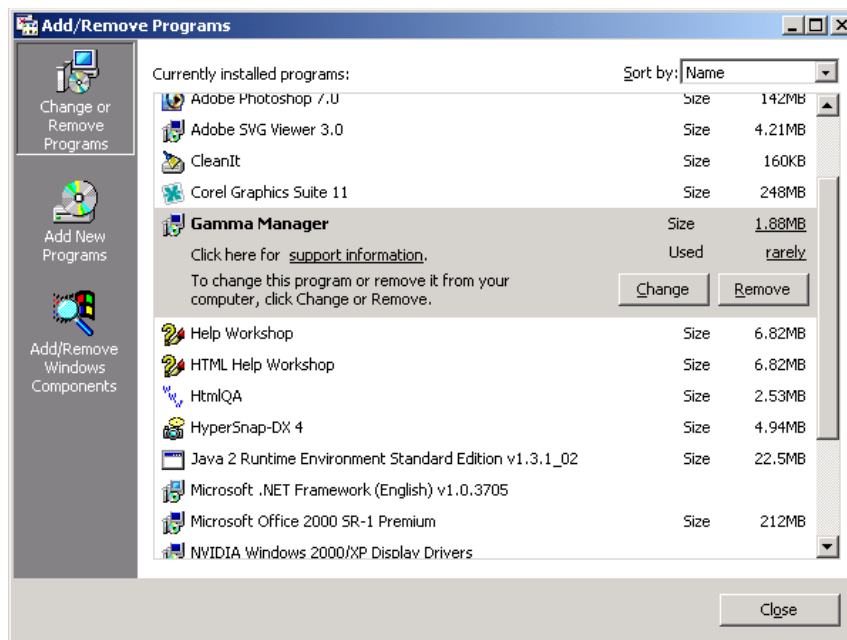 Add/Remove Programs
Change or
Remove
Programs
Add New
Programs
Add/Remove
Windows
Components
Currently installed programs:
Sort by: Name
Adobe Photoshop 7.0 Size 142MB
Adobe SVG Viewer 3.0 Size 4.21MB
CleanIt Size 160KB
Corel Graphics Suite 11 Size 248MB
Gamma Manager Size 1.88MB
Click here for support information. Used rarely
To change this program or remove it from your
computer, click Change or Remove.
Change Remove
Help Workshop Size 6.82MB
HTML Help Workshop Size 6.82MB
HtmlQA Size 2.53MB
HyperSnap-DX 4 Size 4.94MB
Java 2 Runtime Environment Standard Edition v1.3.1_02 Size 22.5MB
Microsoft .NET Framework (English) v1.0.3705
Microsoft Office 2000 SR-1 Premium Size 212MB
NVIDIA Windows 2000/XP Display Drivers
Close